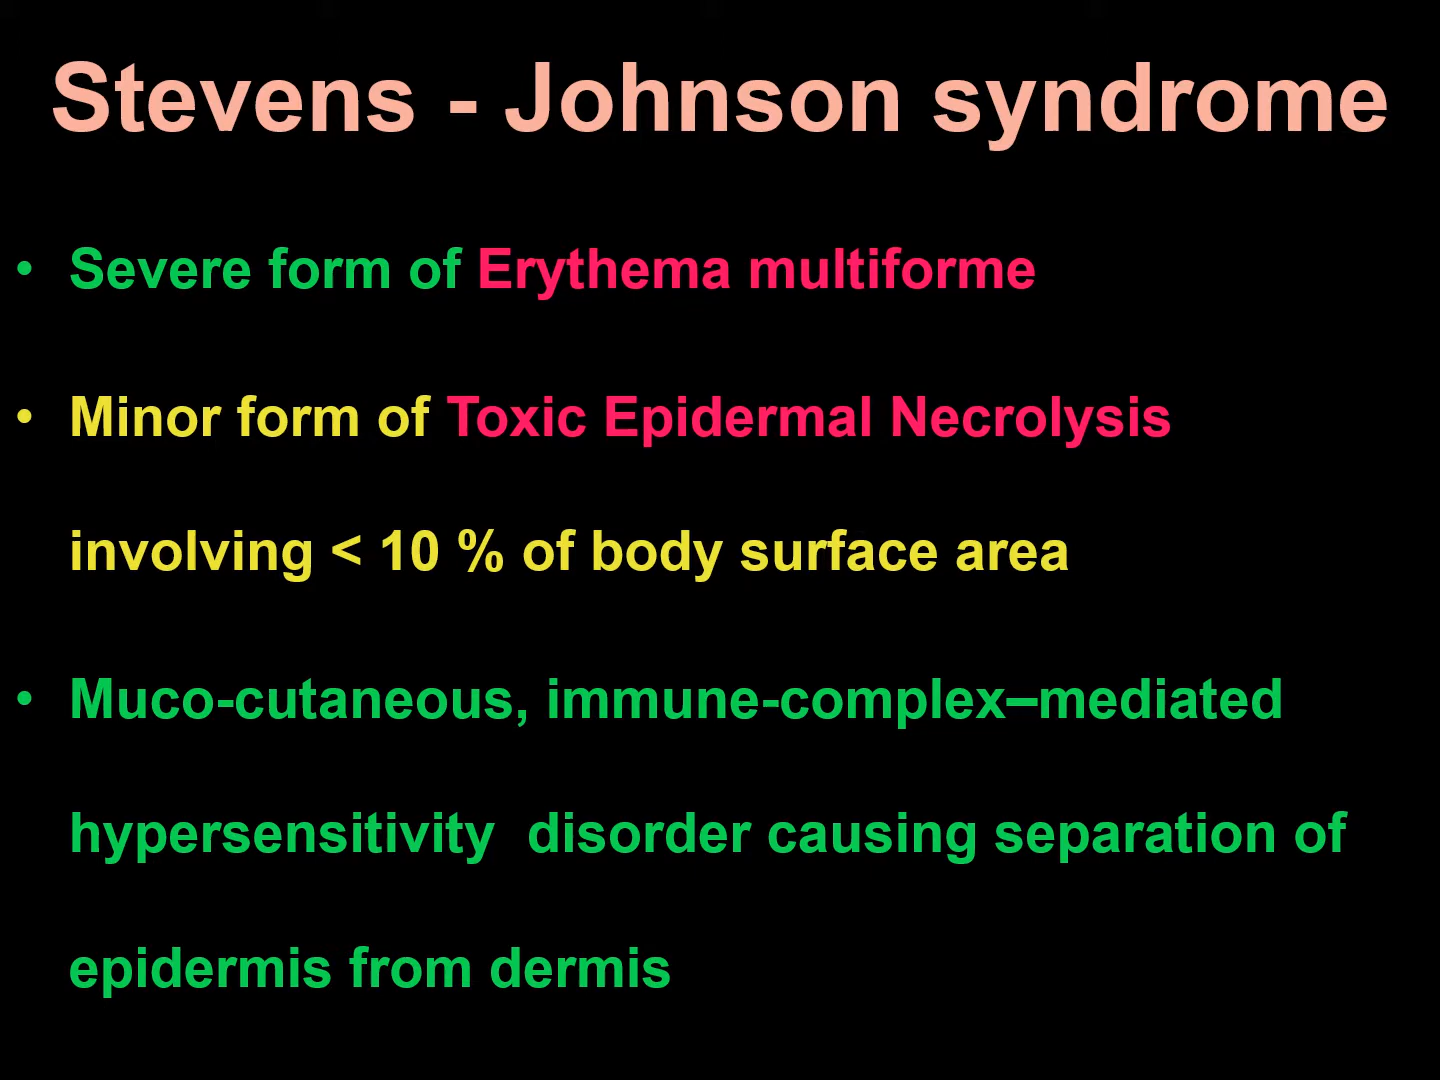 Stevens - Johnson syndrome
• Severe form of Erythema multiforme
• Minor form of Toxic Epidermal Necrolysis
involving < 10 % of body surface area
• Muco-cutaneous, immune-complex–mediated
hypersensitivity  disorder causing separation of
epidermis from dermis